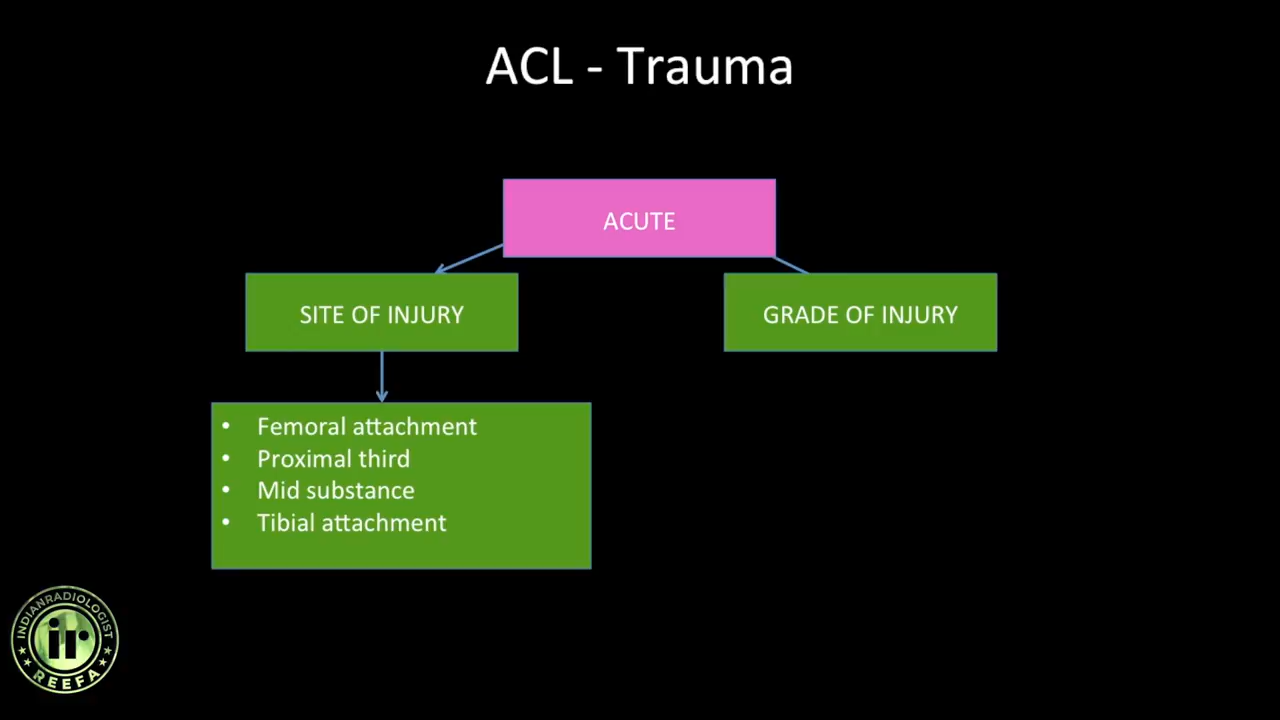 ACL - Trauma
ACUTE
SITE OF INJURY
GRADE OF INJURY
• Femoral attachment
• Proximal third
• Mid substance
• Tibial attachment
INDIANRADIOLOGIST
ir
REEFA